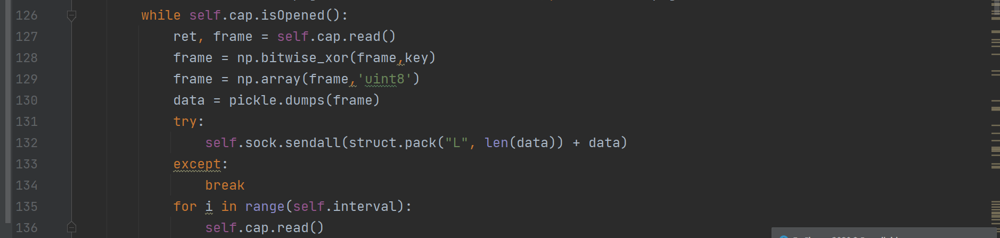 126 while self.cap.isOpened():
127 ret, frame = self.cap.read()
128 frame = np.bitwise_xor(frame,key)
129 frame = np.array(frame,'uint8')
130 data = pickle.dumps(frame)
131 try:
132 self.sock.sendall(struct.pack("L", len(data)) + data)
133 except:
134 break
135 for i in range(self.interval):
136 self.cap.read()